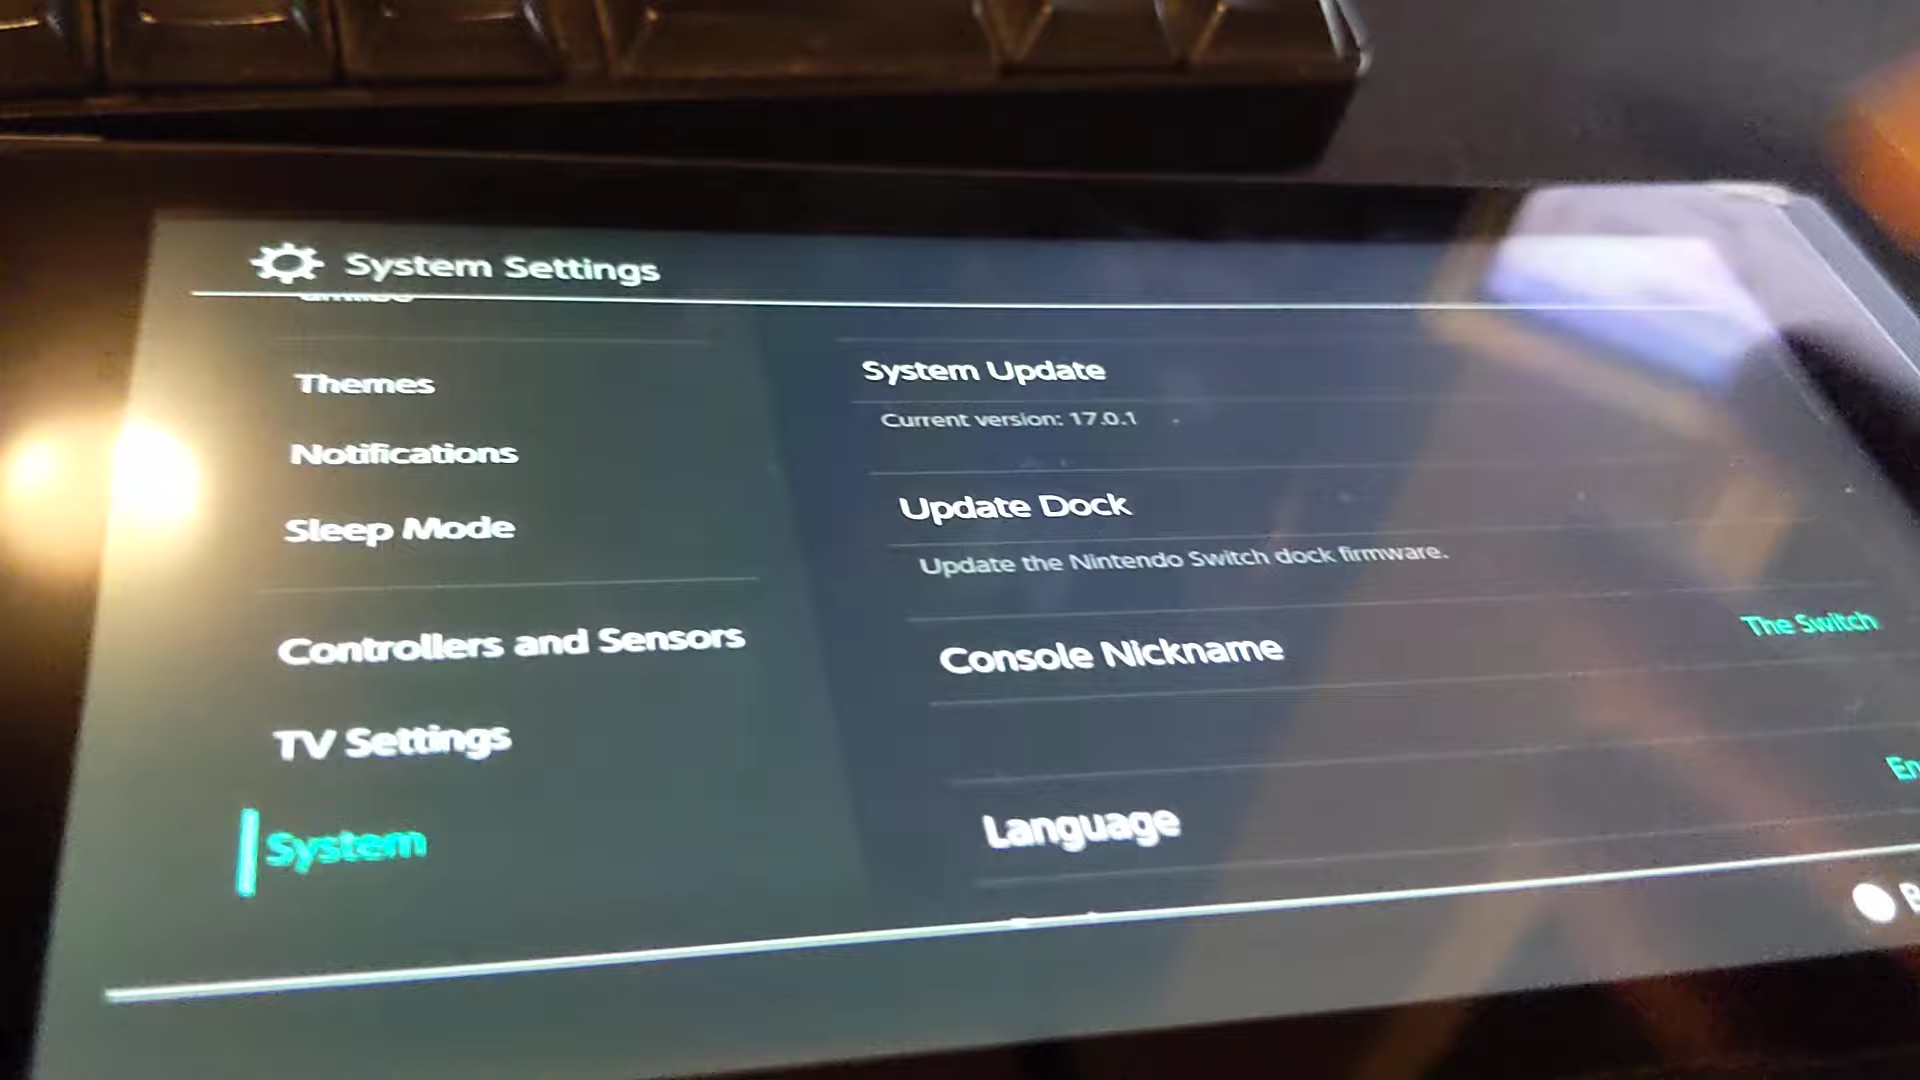 System Settings
Themes
Notifications
Sleep Mode
Controllers and Sensors
TV Settings
System
System Update
Current version: 17.0.1
Update Dock
Update the Nintendo Switch dock firmware.
Console Nickname
The Switch
Language
En
B